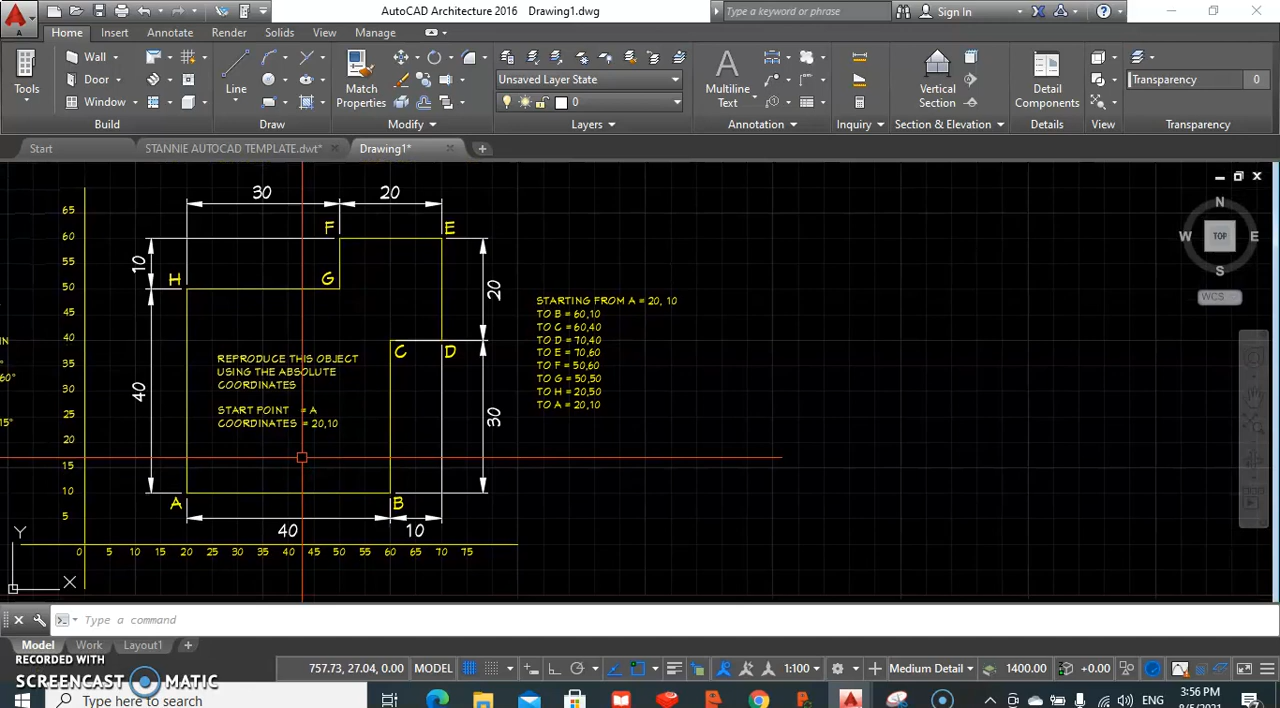 AutoCAD Architecture 2016 Drawing1.dwg
Type a keyword or phrase
Sign In
Home Insert Annotate Render Solids View Manage
Tools
Wall
Door
Window
Build
Line
Draw
Match
Properties
Modify
Unsaved Layer State
0
Layers
Multiline
Text
Annotation
Inquiry
Vertical
Section
Section & Elevation
Detail
Components
Details
View
Transparency 0
Transparency
Start
STANNIE AUTOCAD TEMPLATE.dwt*
Drawing1*
30 20
65
60
55
50
45
40
35
30
25
20
15
10
5
F E
H G
10
20
40
C D
30
REPRODUCE THIS OBJECT
USING THE ABSOLUTE
COORDINATES
START POINT = A
COORDINATES = 20,10
A B
40 10
0 5 10 15 20 25 30 35 40 45 50 55 60 65 70 75
Y
X
IN
60°
15"
STARTING FROM A = 20, 10
TO B = 60,10
TO C = 60,40
TO D = 70,40
TO E = 70,60
TO F = 50,60
TO G = 50,50
TO H = 20,50
TO A = 20,10
N
W TOP E
S
WCS
Type a command
Model Work Layout1
RECORDED WITH
SCREENCAST MATIC
757.73, 27.04, 0.00 MODEL
1:100
Medium Detail
1400.00
+0.00
Type here to search
ENG
3:56 PM